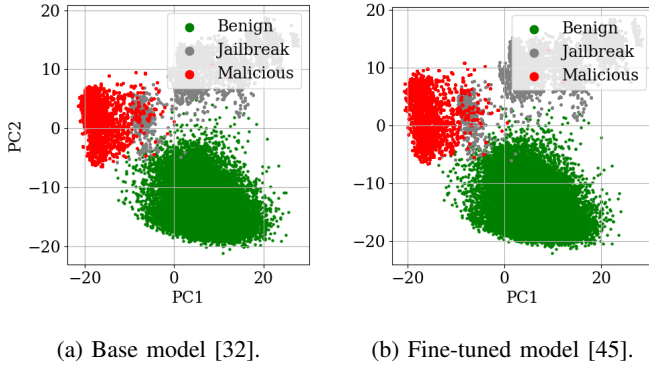 20
10
0
−10
−20
PC2
−20
0
20
PC1
Benign
Jailbreak
Malicious
(a) Base model [32].
20
10
0
−10
−20
−20
0
20
PC1
Benign
Jailbreak
Malicious
(b) Fine-tuned model [45].